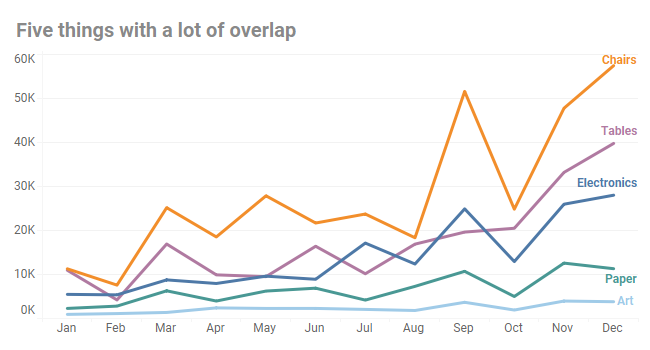 Five things with a lot of overlap
60K
Chairs
50K
40K
Tables
30K
Electronics
20K
10K
Paper
0K
Art
Jan Feb Mar Apr May Jun Jul Aug Sep Oct Nov Dec